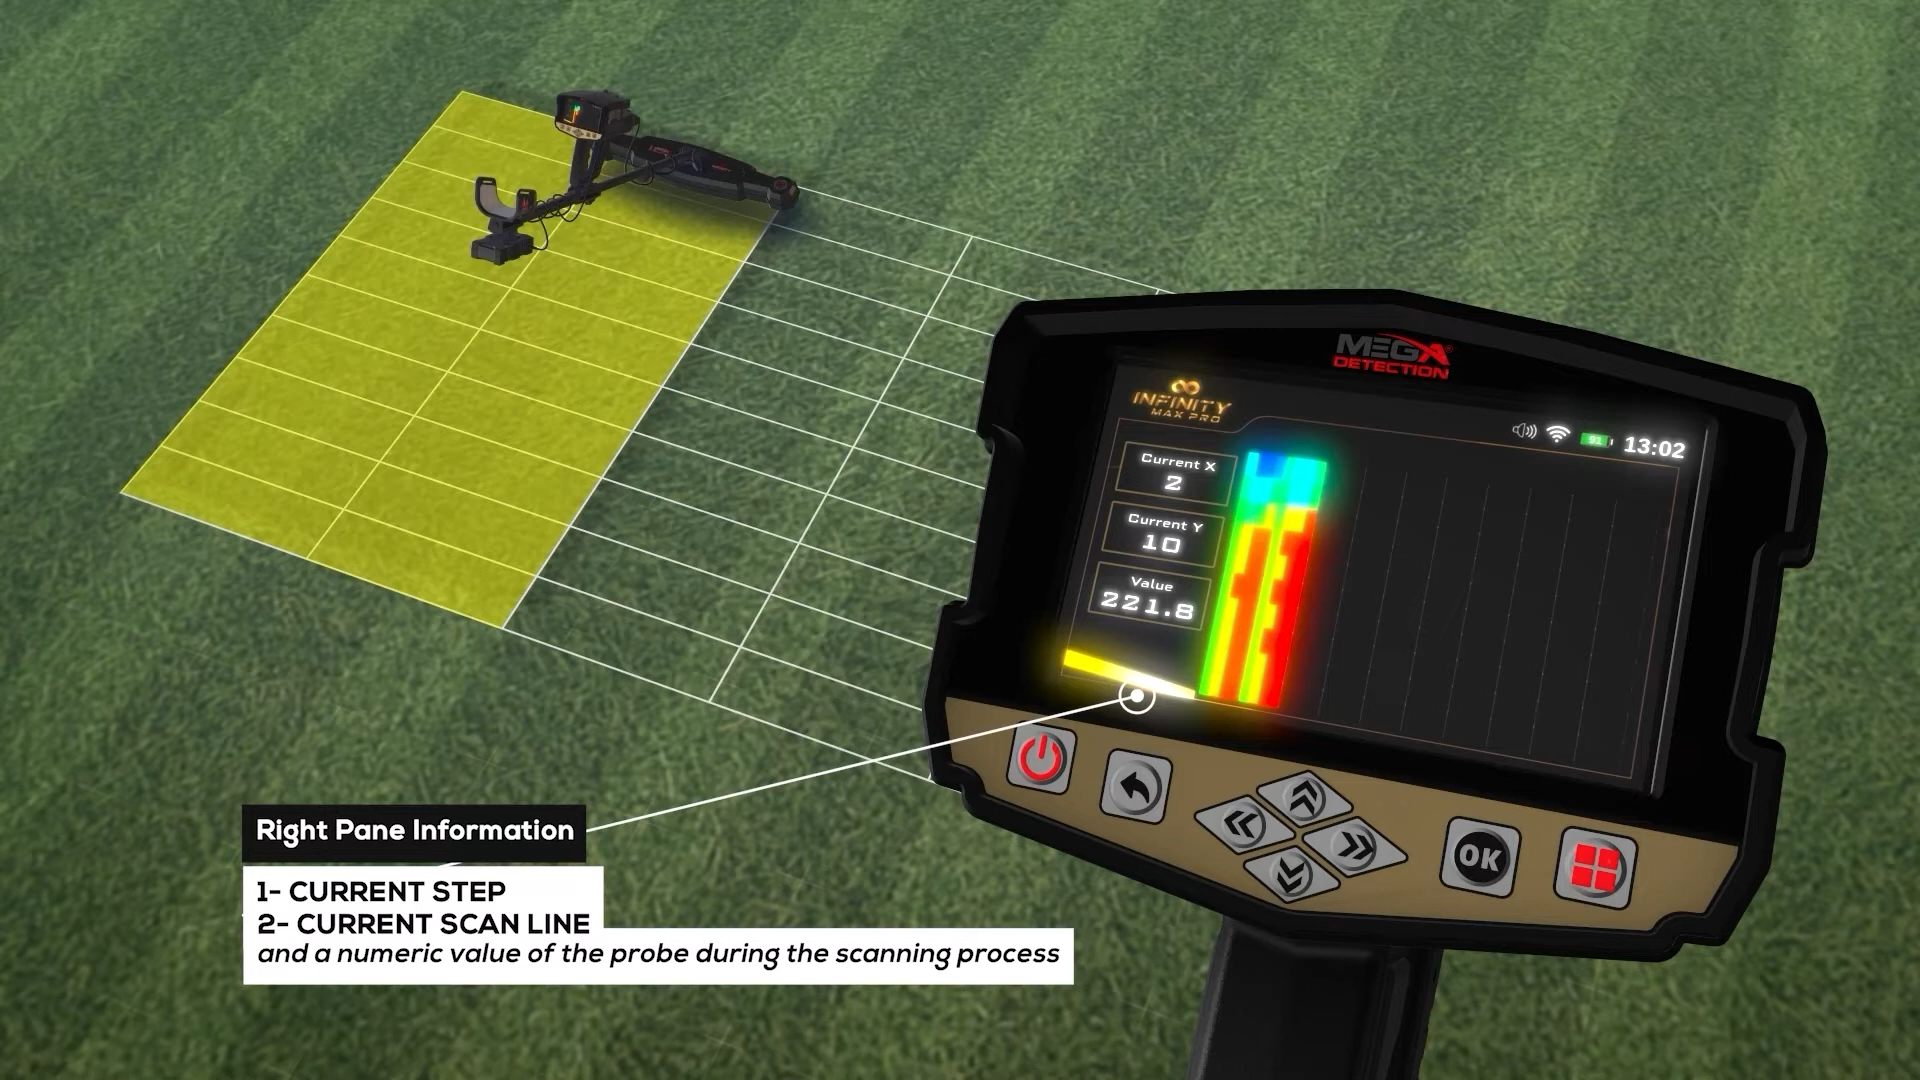 MEGA
DETECTION
INFINITY
MAX PRO
91
13:02
Current X
2
Current Y
10
Value
221.8
OK
Right Pane Information
1- CURRENT STEP
2- CURRENT SCAN LINE
and a numeric value of the probe during the scanning process